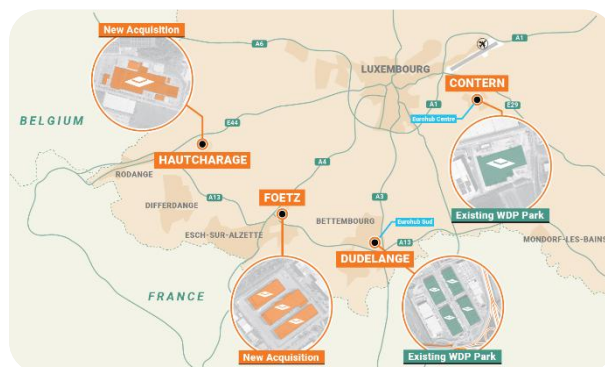 New Acquisition
A6
A1
LUXEMBOURG
CONTERN
A1
E29
Eurohub Centre
BELGIUM
E44
HAUTCHARAGE
RODANGE
A13
A4
FOETZ
A3
DIFFERDANGE
BETTEMBOURG
Eurohub Sud
Existing WDP Park
ESCH-SUR-ALZETTE
A13
MONDORF-LES-BAINS
DUDELANGE
FRANCE
New Acquisition
Existing WDP Park